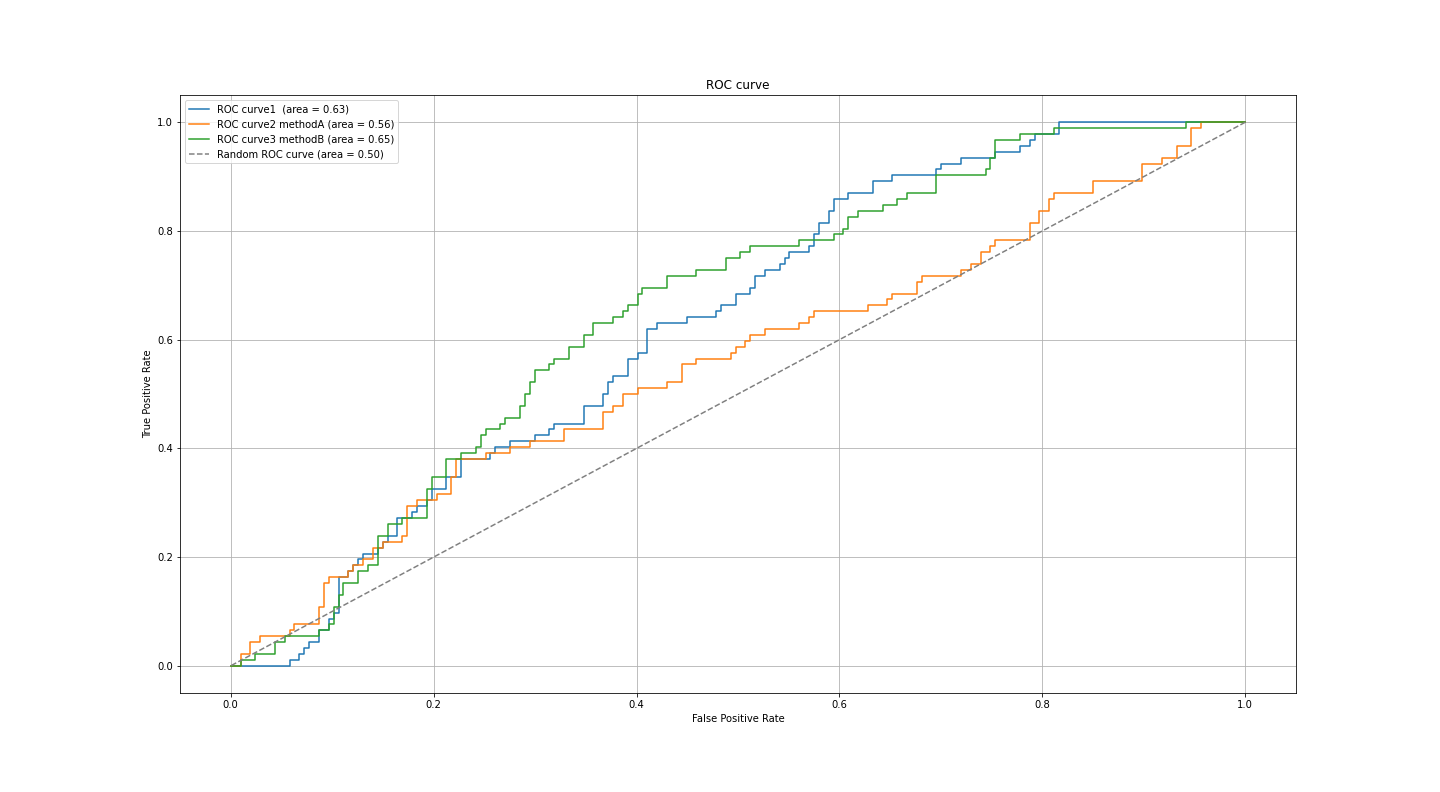 ROC curve
ROC curve1  (area = 0.63)
ROC curve2 methodA (area = 0.56)
ROC curve3 methodB (area = 0.65)
Random ROC curve (area = 0.50)
1.0
0.8
0.6
0.4
0.2
0.0
True Positive Rate
0.0 0.2 0.4 0.6 0.8 1.0
False Positive Rate